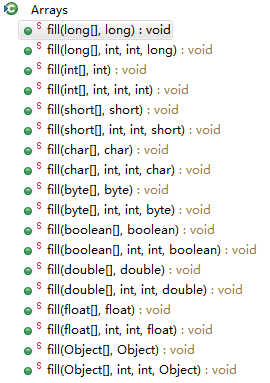 Arrays
S fill(long[], long) : void
S fill(long[], int, int, long) : void
S fill(int[], int) : void
S fill(int[], int, int, int) : void
S fill(short[], short) : void
S fill(short[], int, int, short) : void
S fill(char[], char) : void
S fill(char[], int, int, char) : void
S fill(byte[], byte) : void
S fill(byte[], int, int, byte) : void
S fill(boolean[], boolean) : void
S fill(boolean[], int, int, boolean) : void
S fill(double[], double) : void
S fill(double[], int, int, double) : void
S fill(float[], float) : void
S fill(float[], int, int, float) : void
S fill(Object[], Object) : void
S fill(Object[], int, int, Object) : void